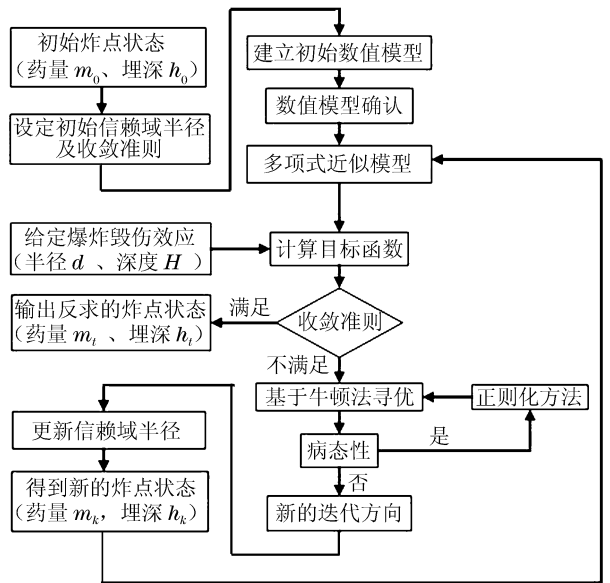 初始炸点状态
（药量 m₀、埋深 h₀）
设定初始信赖域半径
及收敛准则
建立初始数值模型
数值模型确认
多项式近似模型
给定爆炸毁伤效应
（半径 d 、深度 H ）
计算目标函数
输出反求的炸点状态
（药量 mₜ 、埋深 hₜ）
满足
收敛准则
不满足
基于牛顿法寻优
正则化方法
病态性
是
否
新的迭代方向
更新信赖域半径
得到新的炸点状态
（药量 mₖ，埋深 hₖ）